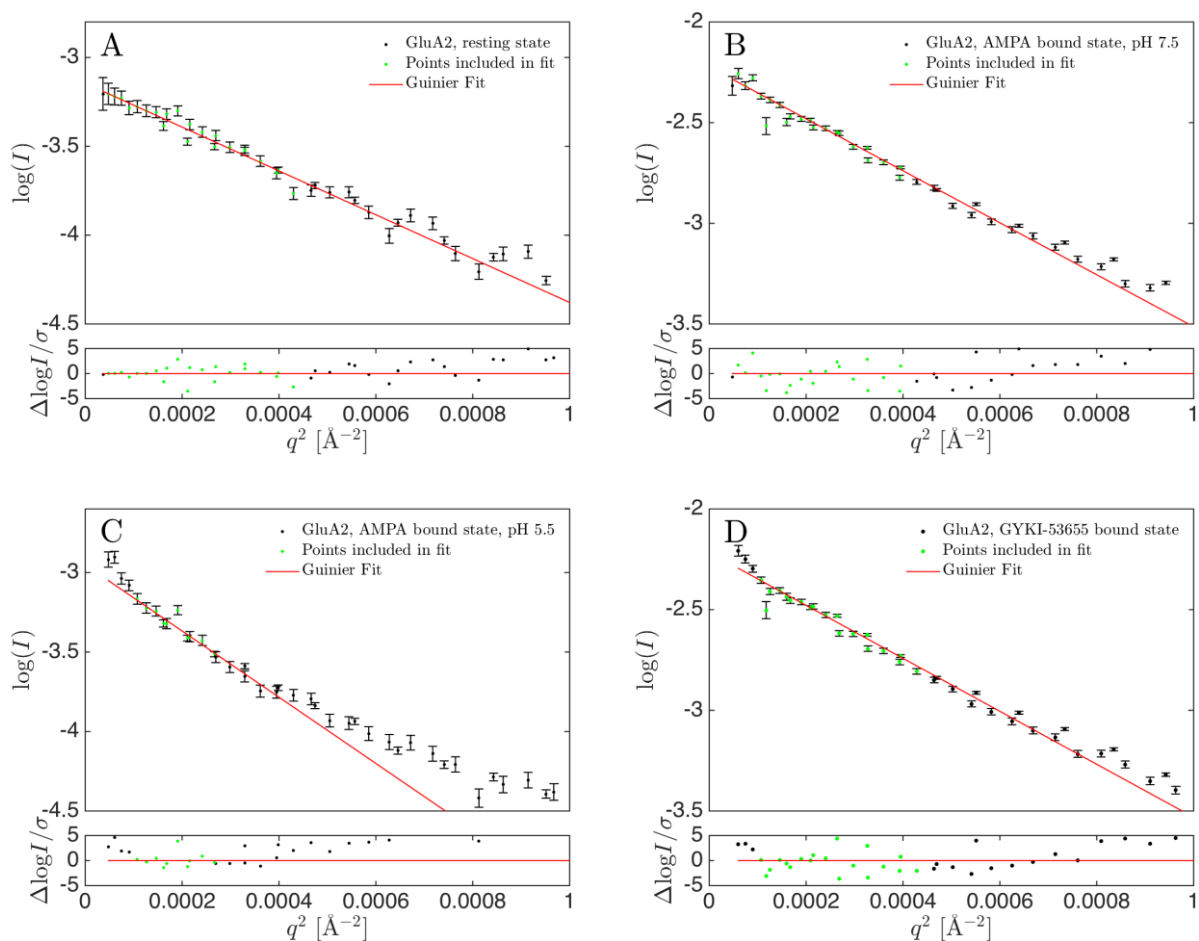 A
GluA2, resting state
Points included in fit
Guinier Fit
-3
-3.5
-4
-4.5
log(I)
5
0
-5
ΔlogI/σ
0 0.0002 0.0004 0.0006 0.0008 1
q² [Å⁻²]
B
GluA2, AMPA bound state, pH 7.5
Points included in fit
Guinier Fit
-2
-2.5
-3
-3.5
log(I)
5
0
-5
ΔlogI/σ
0 0.0002 0.0004 0.0006 0.0008 1
q² [Å⁻²]
C
GluA2, AMPA bound state, pH 5.5
Points included in fit
Guinier Fit
-3
-3.5
-4
-4.5
log(I)
5
0
-5
ΔlogI/σ
0 0.0002 0.0004 0.0006 0.0008 1
q² [Å⁻²]
D
GluA2, GYKI-53655 bound state
Points included in fit
Guinier Fit
-2
-2.5
-3
-3.5
log(I)
5
0
-5
ΔlogI/σ
0 0.0002 0.0004 0.0006 0.0008 1
q² [Å⁻²]